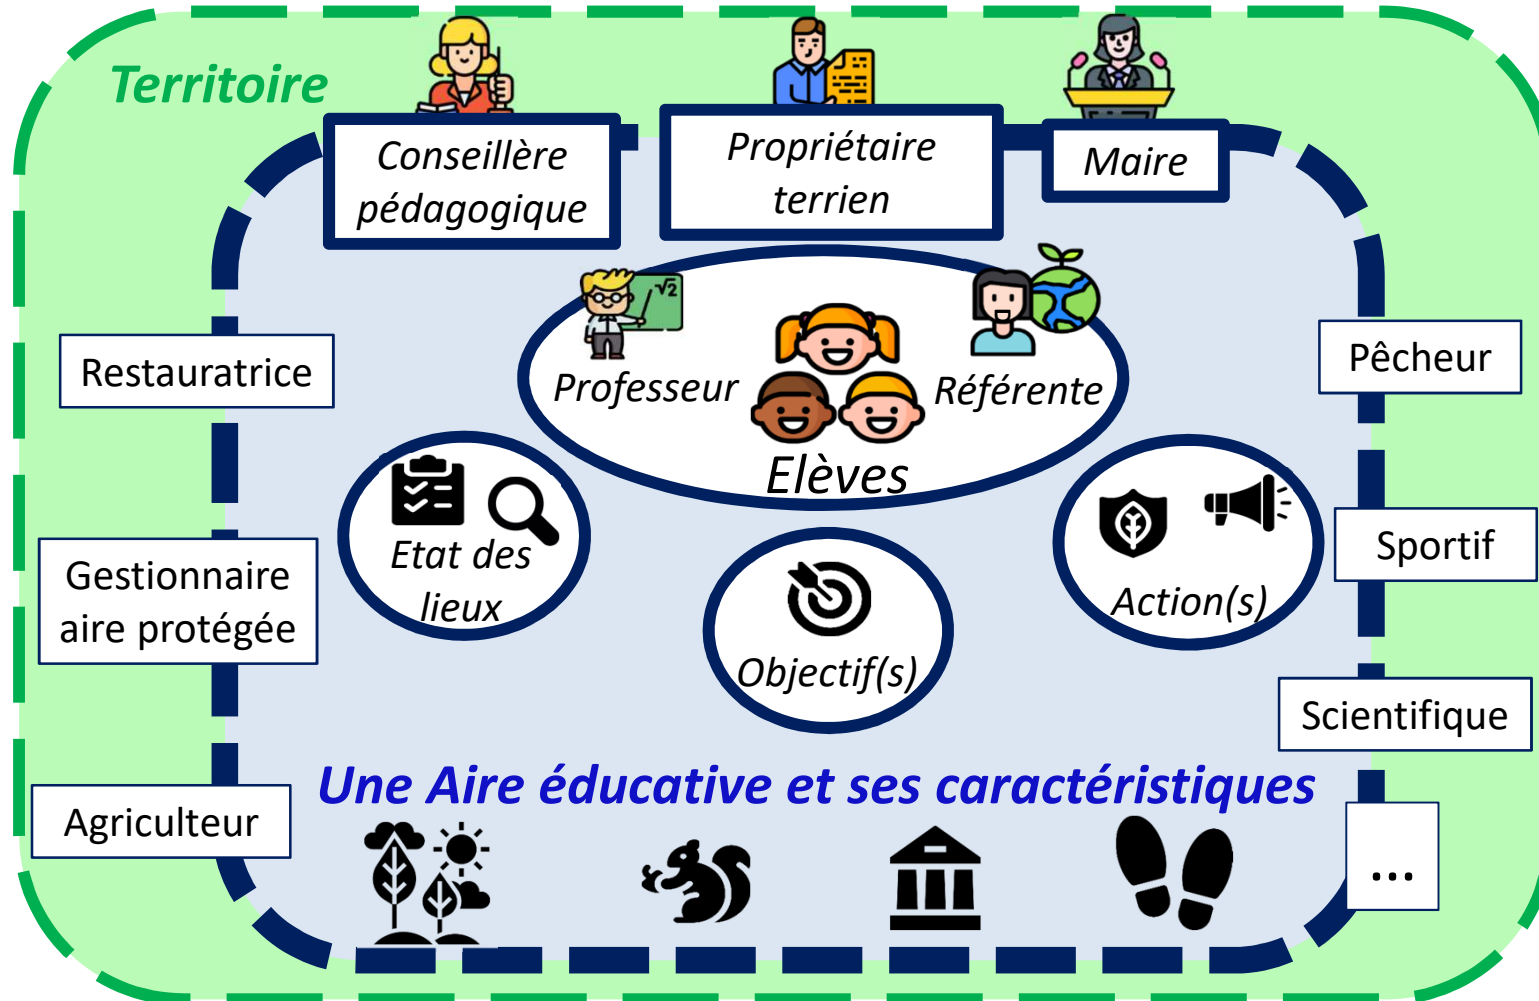 Territoire
Conseillère
pédagogique
Propriétaire
terrien
Maire
√2
Professeur
Référente
Elèves
Restauratrice
Pêcheur
Etat des
lieux
Objectif(s)
Action(s)
Gestionnaire
aire protégée
Sportif
Scientifique
Une Aire éducative et ses caractéristiques
Agriculteur
...